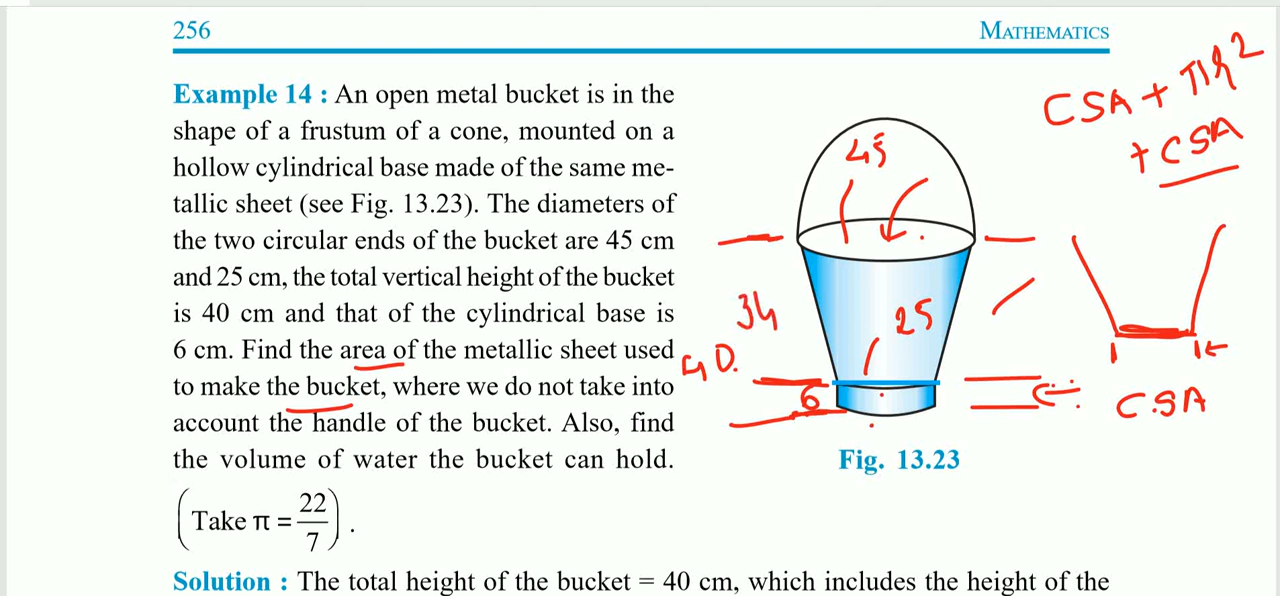 256
MATHEMATICS
Example 14 : An open metal bucket is in the
shape of a frustum of a cone, mounted on a
hollow cylindrical base made of the same me-
tallic sheet (see Fig. 13.23). The diameters of
the two circular ends of the bucket are 45 cm
and 25 cm, the total vertical height of the bucket
is 40 cm and that of the cylindrical base is
6 cm. Find the area of the metallic sheet used
to make the bucket, where we do not take into
account the handle of the bucket. Also, find
the volume of water the bucket can hold.
(Take π = 22/7).
CSA + πr²
+ CSA
45
34
25
40.
6
C.SA
Fig. 13.23
Solution : The total height of the bucket = 40 cm, which includes the height of the